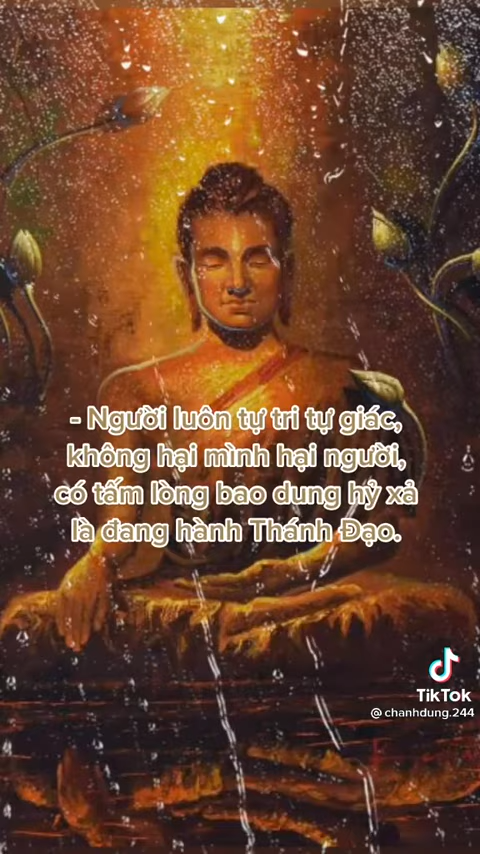 - Người luôn tự tri tự giác,
không hại mình hại người,
có tấm lòng bao dung hỷ xả
là đang hành Thánh Đạo.
TikTok
@chanhdung.244